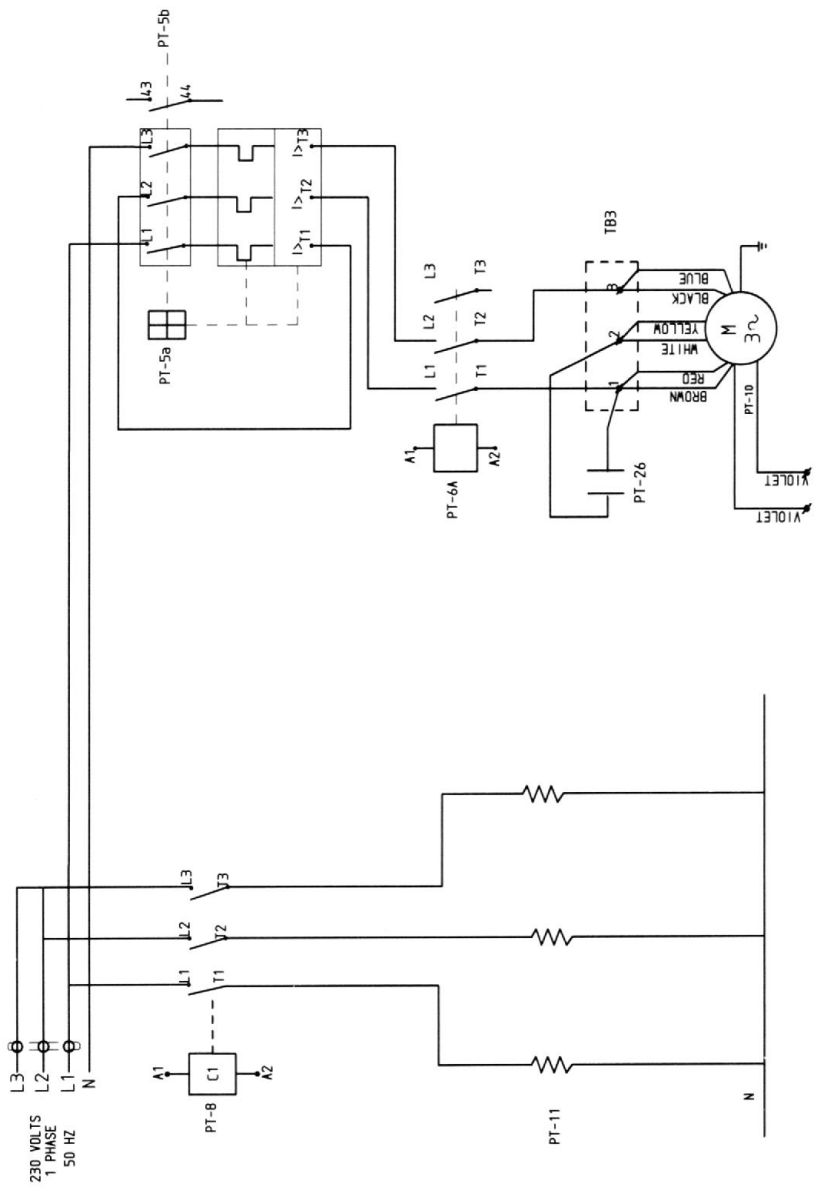 230 VOLTS
1 PHASE
50 HZ
L3
L2
L1
N
A1
C1
A2
PT-8
L1
T1
L2
T2
L3
T3
PT-11
N
PT-5b
43
44
L1
L2
L3
I>T1
I>T2
I>T3
PT-5a
A1
A2
PT-6A
L1
T1
L2
T2
L3
T3
TB3
1
2
3
PT-26
BROWN
RED
WHITE
YELLOW
BLACK
BLUE
M
3~
PT-10
VIOLET
VIOLET